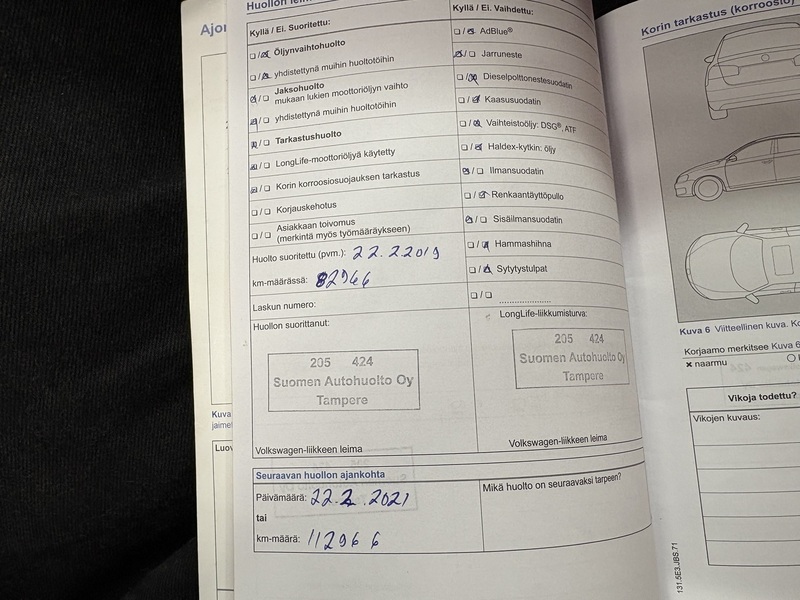 Ajo
Huollon
Kyllä / Ei. Suoritettu:
☐/☒ Öljynvaihtohuolto
☐/☒ yhdistettynä muihin huoltotöihin
☒/☐ Jaksohuolto
mukaan lukien moottoriöljyn vaihto
☒/☐ yhdistettynä muihin huoltotöihin
☒/☐ Tarkastushuolto
☒/☐ LongLife-moottoriöljyä käytetty
☒/☐ Korin korroosiosuojauksen tarkastus
☐/☐ Korjauskehotus
☐/☐ Asiakkaan toivomus
(merkintä myös työmääräykseen)
Huolto suoritettu (pvm.): 22.2.2019
km-määrässä: 82966
Laskun numero:
Huollon suorittanut:
205 424
Suomen Autohuolto Oy
Tampere
Volkswagen-liikkeen leima
Kyllä / Ei. Vaihdettu:
☐/☒ AdBlue®
☒/☐ Jarruneste
☐/☒ Dieselpolttonestesuodatin
☐/☒ Kaasusuodatin
☐/☒ Vaihteistoöljy: DSG®, ATF
☐/☒ Haldex-kytkin: öljy
☒/☐ Ilmansuodatin
☐/☒ Renkaantäyttöpullo
☒/☐ Sisäilmansuodatin
☐/☒ Hammashihna
☐/☒ Sytytystulpat
☐/☐ ....................
LongLife-liikkumisturva:
205 424
Suomen Autohuolto Oy
Tampere
Volkswagen-liikkeen leima
Seuraavan huollon ajankohta
Päivämäärä: 22.2.2021
tai
km-määrä: 112966
Mikä huolto on seuraavaksi tarpeen?
Kuva
Luov
Korin tarkastus (korroosio)
Kuva 6 Viitteellinen kuva.
Korjaamo merkitsee Kuva 6
× naarmu
Vikoja todettu?
Vikojen kuvaus:
131.5E3.JBS.71